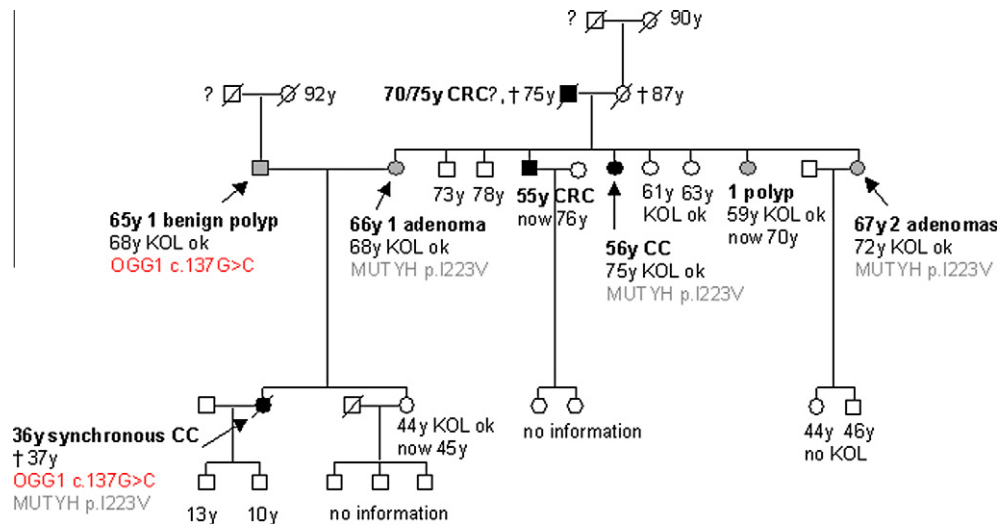 ? 90y
? 92y 70/75y CRC?, † 75y † 87y
73y 78y
65y 1 benign polyp
68y KOL ok
OGG1 c.137G>C
66y 1 adenoma
68y KOL ok
MUTYH p.I223V
55y CRC
now 76y
56y CC
75y KOL ok
MUTYH p.I223V
61y 63y
KOL ok
1 polyp
59y KOL ok
now 70y
67y 2 adenomas
72y KOL ok
MUTYH p.I223V
36y synchronous CC
† 37y
OGG1 c.137G>C
MUTYH p.I223V
44y KOL ok
now 45y
no information
44y 46y
no KOL
13y 10y
no information